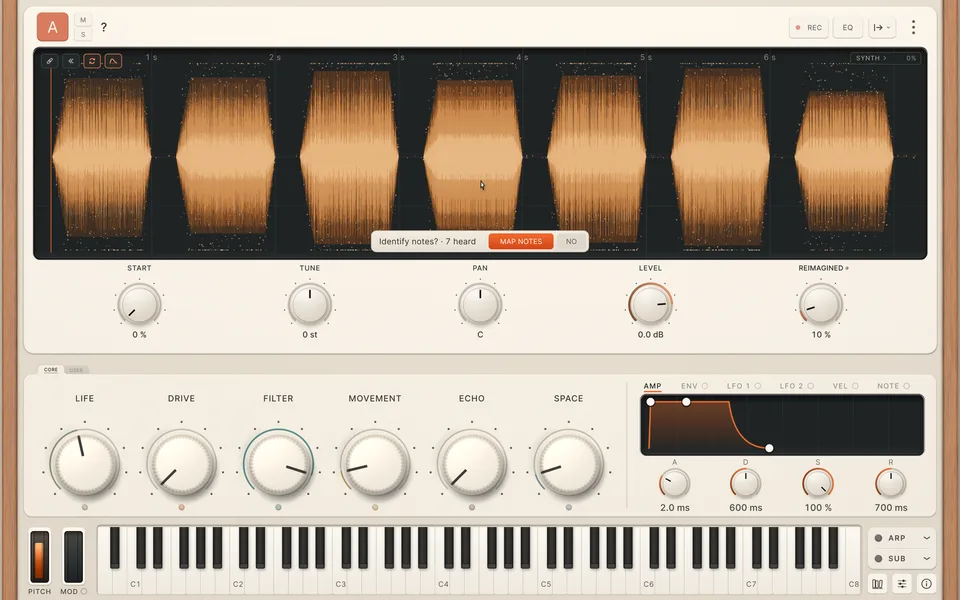 A M S ? REC EQ
1 s 2 s 3 s 4 s 5 s 6 s SYNTH 0%
Identify notes? · 7 heard MAP NOTES NO
START TUNE PAN LEVEL REIMAGINED
0 % 0 st C 0.0 dB 10 %
CORE USER
LIFE DRIVE FILTER MOVEMENT ECHO SPACE
AMP ENV LFO 1 LFO 2 VEL NOTE
A D S R
2.0 ms 600 ms 100 % 700 ms
ARP
SUB
C1 C2 C3 C4 C5 C6 C7 C8
PITCH MOD